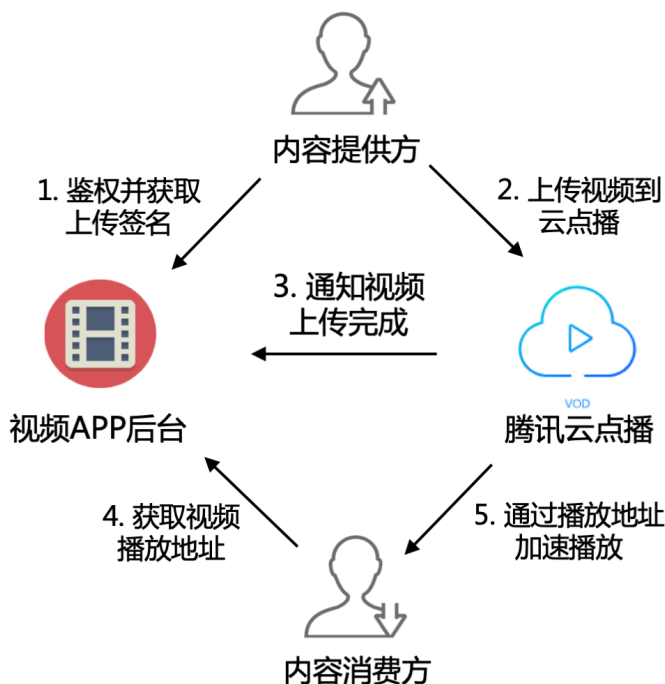 内容提供方
1. 鉴权并获取
上传签名
2. 上传视频到
云点播
3. 通知视频
上传完成
视频APP后台
VOD
腾讯云点播
4. 获取视频
播放地址
5. 通过播放地址
加速播放
内容消费方